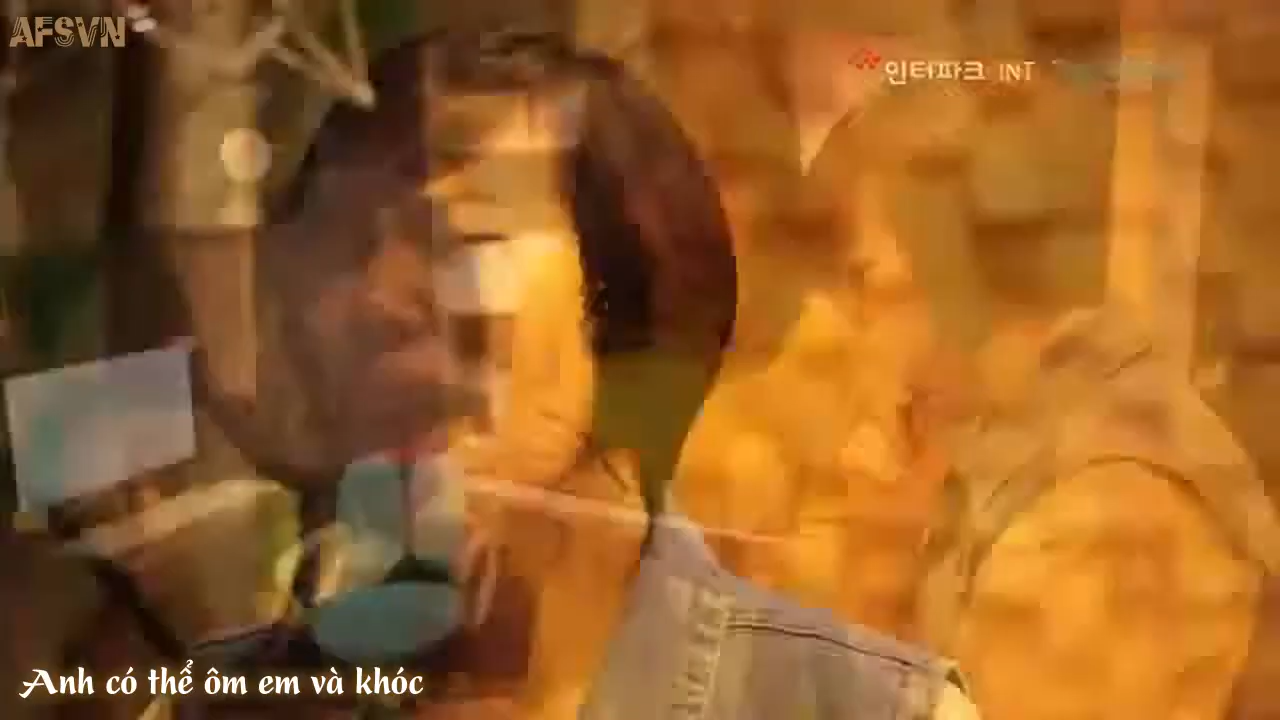 AFSVN
인터파크 INT
Anh có thể ôm em và khóc